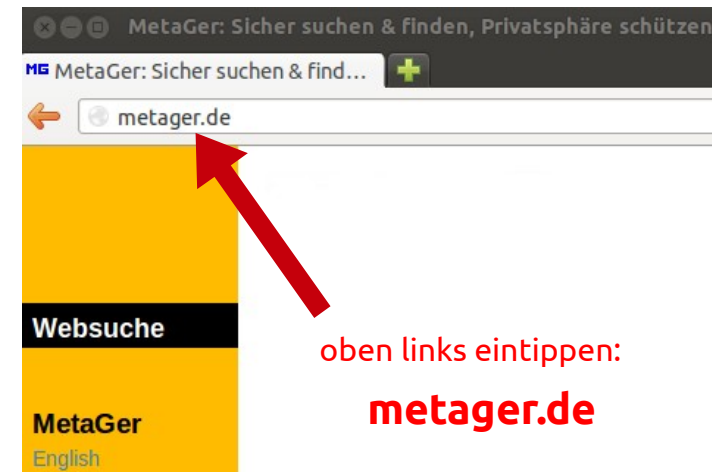 MetaGer: Sicher suchen & finden, Privatsphäre schützen
MG MetaGer: Sicher suchen & find...
metager.de
Websuche
oben links eintippen:
metager.de
MetaGer
English